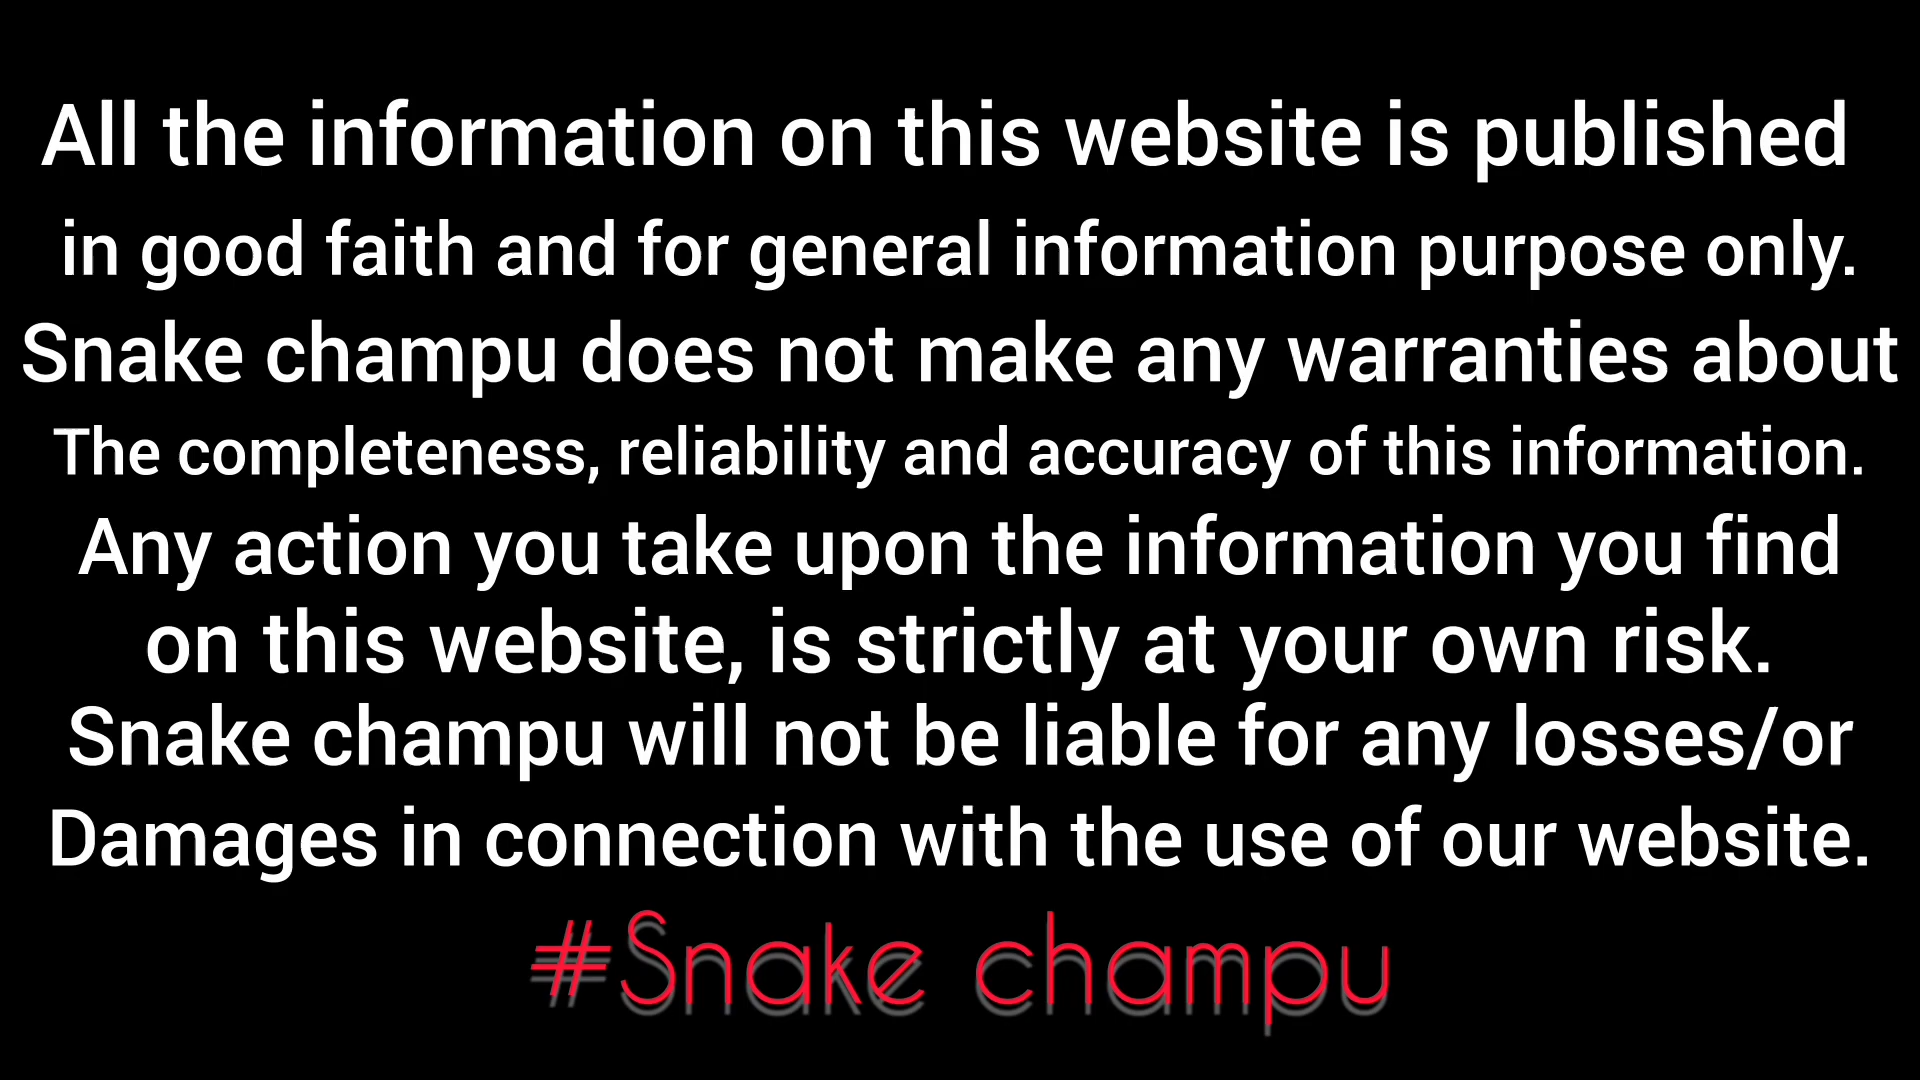 All the information on this website is published
in good faith and for general information purpose only.
Snake champu does not make any warranties about
The completeness, reliability and accuracy of this information.
Any action you take upon the information you find
on this website, is strictly at your own risk.
Snake champu will not be liable for any losses/or
Damages in connection with the use of our website.
#Snake champu